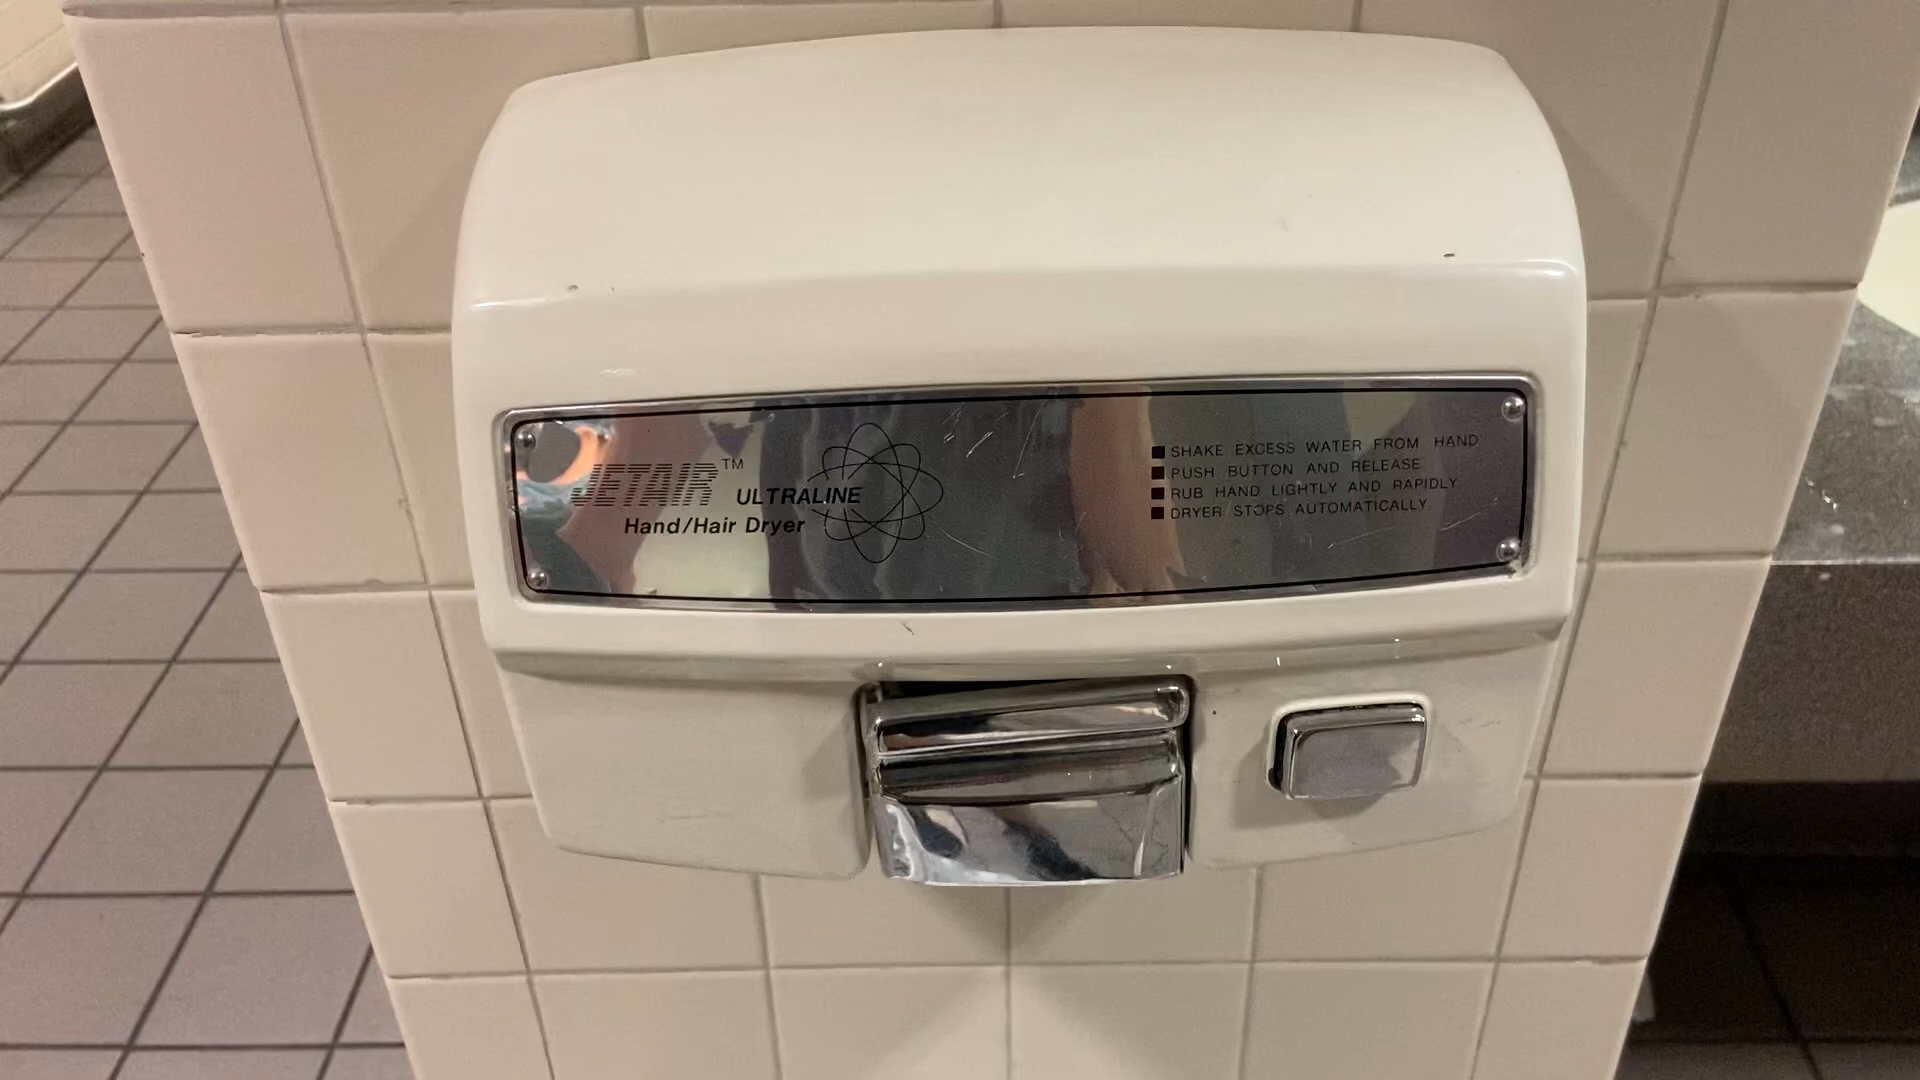 JETAIR™ ULTRALINE
Hand/Hair Dryer
SHAKE EXCESS WATER FROM HAND
PUSH BUTTON AND RELEASE
RUB HAND LIGHTLY AND RAPIDLY
DRYER STOPS AUTOMATICALLY